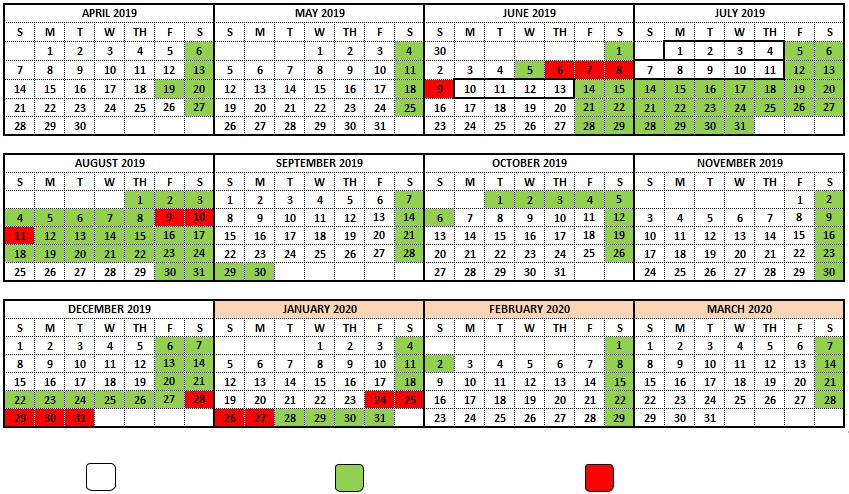 APRIL 2019
S M T W TH F S
1 2 3 4 5 6
7 8 9 10 11 12 13
14 15 16 17 18 19 20
21 22 23 24 25 26 27
28 29 30
MAY 2019
S M T W TH F S
1 2 3 4
5 6 7 8 9 10 11
12 13 14 15 16 17 18
19 20 21 22 23 24 25
26 27 28 29 30 31
JUNE 2019
S M T W TH F S
30 1
2 3 4 5 6 7 8
9 10 11 12 13 14 15
16 17 18 19 20 21 22
23 24 25 26 27 28 29
JULY 2019
S M T W TH F S
1 2 3 4 5 6
7 8 9 10 11 12 13
14 15 16 17 18 19 20
21 22 23 24 25 26 27
28 29 30 31
AUGUST 2019
S M T W TH F S
1 2 3
4 5 6 7 8 9 10
11 12 13 14 15 16 17
18 19 20 21 22 23 24
25 26 27 28 29 30 31
SEPTEMBER 2019
S M T W TH F S
1 2 3 4 5 6 7
8 9 10 11 12 13 14
15 16 17 18 19 20 21
22 23 24 25 26 27 28
29 30
OCTOBER 2019
S M T W TH F S
1 2 3 4 5
6 7 8 9 10 11 12
13 14 15 16 17 18 19
20 21 22 23 24 25 26
27 28 29 30 31
NOVEMBER 2019
S M T W TH F S
1 2
3 4 5 6 7 8 9
10 11 12 13 14 15 16
17 18 19 20 21 22 23
24 25 26 27 28 29 30
DECEMBER 2019
S M T W TH F S
1 2 3 4 5 6 7
8 9 10 11 12 13 14
15 16 17 18 19 20 21
22 23 24 25 26 27 28
29 30 31
JANUARY 2020
S M T W TH F S
1 2 3 4
5 6 7 8 9 10 11
12 13 14 15 16 17 18
19 20 21 22 23 24 25
26 27 28 29 30 31
FEBRUARY 2020
S M T W TH F S
1
2 3 4 5 6 7 8
9 10 11 12 13 14 15
16 17 18 19 20 21 22
23 24 25 26 27 28 29
MARCH 2020
S M T W TH F S
1 2 3 4 5 6 7
8 9 10 11 12 13 14
15 16 17 18 19 20 21
22 23 24 25 26 27 28
29 30 31